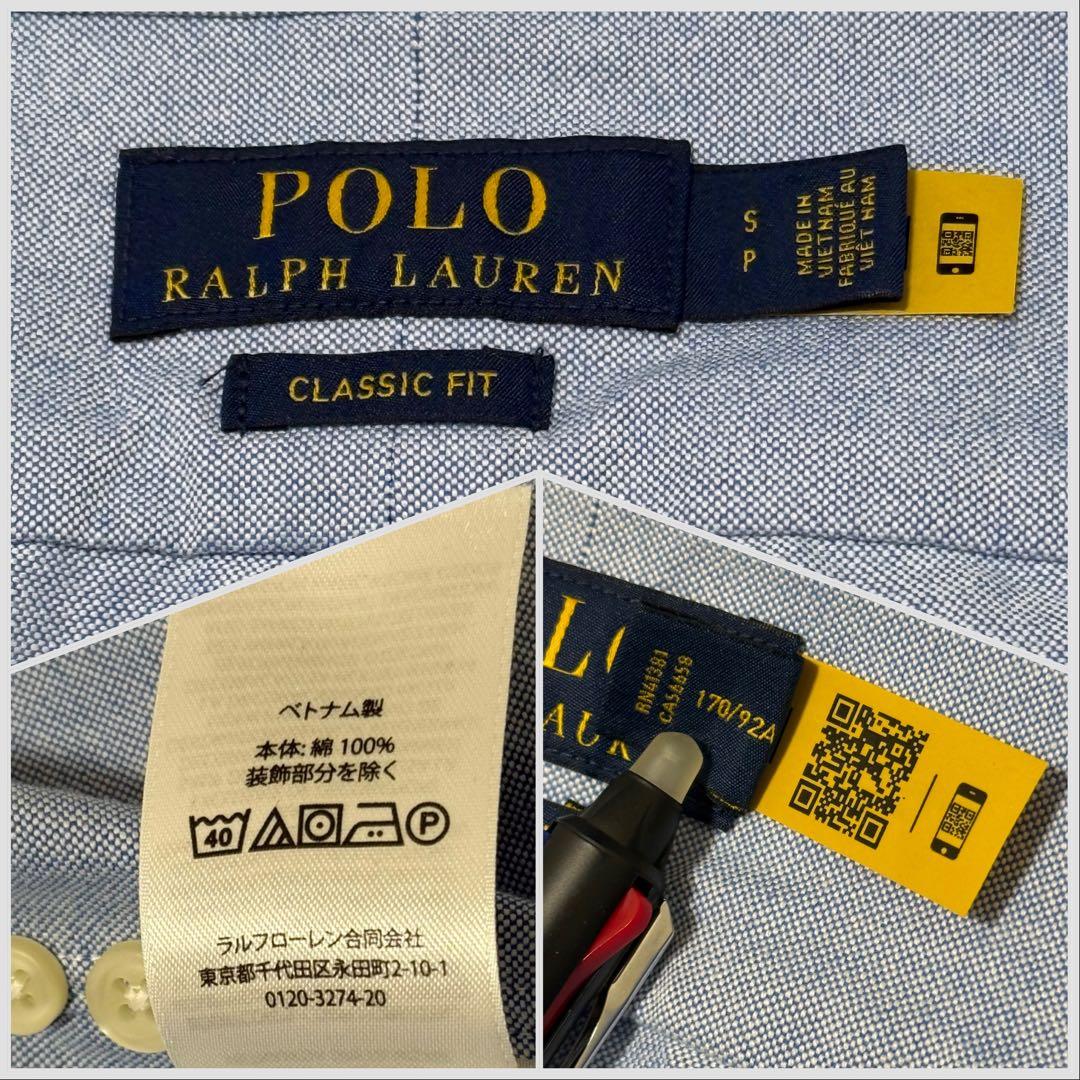 POLO
RALPH LAUREN
S
P
MADE IN
VIETNAM
FABRIQUÉ AU
VIÊT NAM
CLASSIC FIT
ベトナム製
本体: 綿 100%
装飾部分を除く
40
P
ラルフローレン合同会社
東京都千代田区永田町2-10-1
0120-3274-20
RN41381
CA56658
170/92A